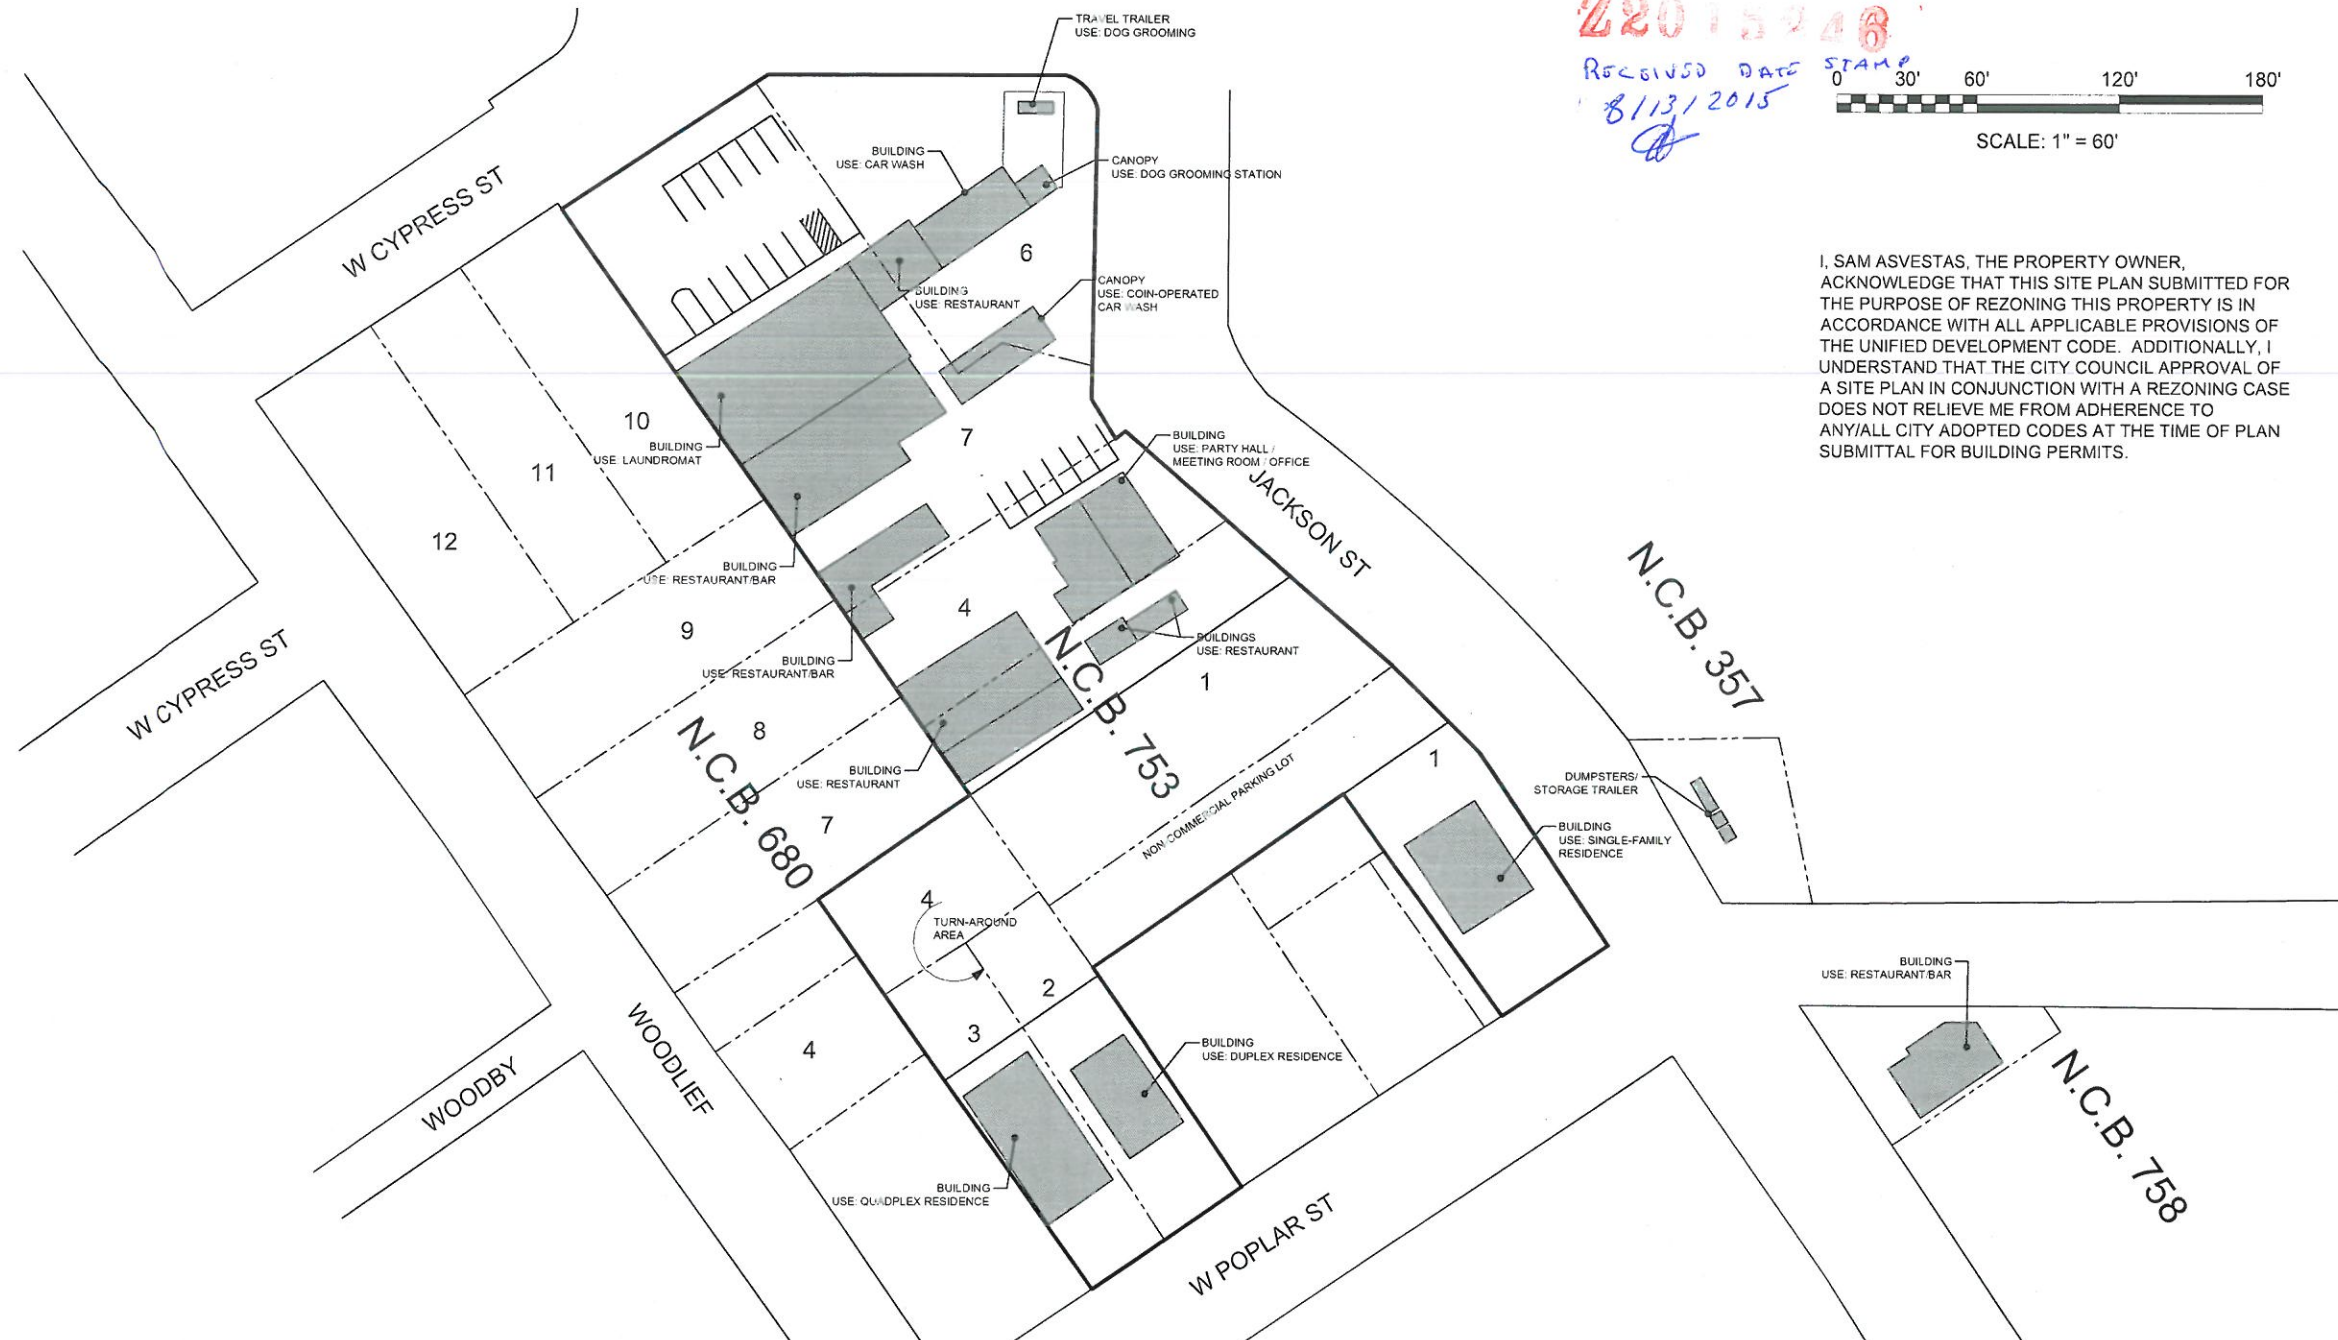 TRAVEL TRAILER
USE: DOG GROOMING
RECEIVED DATE STAMP
8/13/2015
0 30' 60' 120' 180'
SCALE: 1" = 60'
BUILDING
USE: CAR WASH
CANOPY
USE: DOG GROOMING STATION
W CYPRESS ST
6
I, SAM ASVESTAS, THE PROPERTY OWNER,
ACKNOWLEDGE THAT THIS SITE PLAN SUBMITTED FOR
THE PURPOSE OF REZONING THIS PROPERTY IS IN
ACCORDANCE WITH ALL APPLICABLE PROVISIONS OF
THE UNIFIED DEVELOPMENT CODE. ADDITIONALLY, I
UNDERSTAND THAT THE CITY COUNCIL APPROVAL OF
A SITE PLAN IN CONJUNCTION WITH A REZONING CASE
DOES NOT RELIEVE ME FROM ADHERENCE TO
ANY/ALL CITY ADOPTED CODES AT THE TIME OF PLAN
SUBMITTAL FOR BUILDING PERMITS.
BUILDING
USE: RESTAURANT
CANOPY
USE: COIN-OPERATED
CAR WASH
10
BUILDING
USE: LAUNDROMAT
7
BUILDING
USE: PARTY HALL /
MEETING ROOM / OFFICE
11
12
JACKSON ST
BUILDING
USE: RESTAURANT/BAR
N.C.B. 357
4
9
BUILDING
USE: RESTAURANT/BAR
BUILDINGS
USE: RESTAURANT
W CYPRESS ST
1
N.C.B. 753
8
N.C.B. 680
BUILDING
USE: RESTAURANT
1
NON-COMMERCIAL PARKING LOT
DUMPSTERS/
STORAGE TRAILER
7
BUILDING
USE: SINGLE-FAMILY
RESIDENCE
4
TURN-AROUND
AREA
2
BUILDING
USE: RESTAURANT/BAR
3
4
WOODLIEF
BUILDING
USE: DUPLEX RESIDENCE
WOODBY
N.C.B. 758
BUILDING
USE: QUADPLEX RESIDENCE
W POPLAR ST